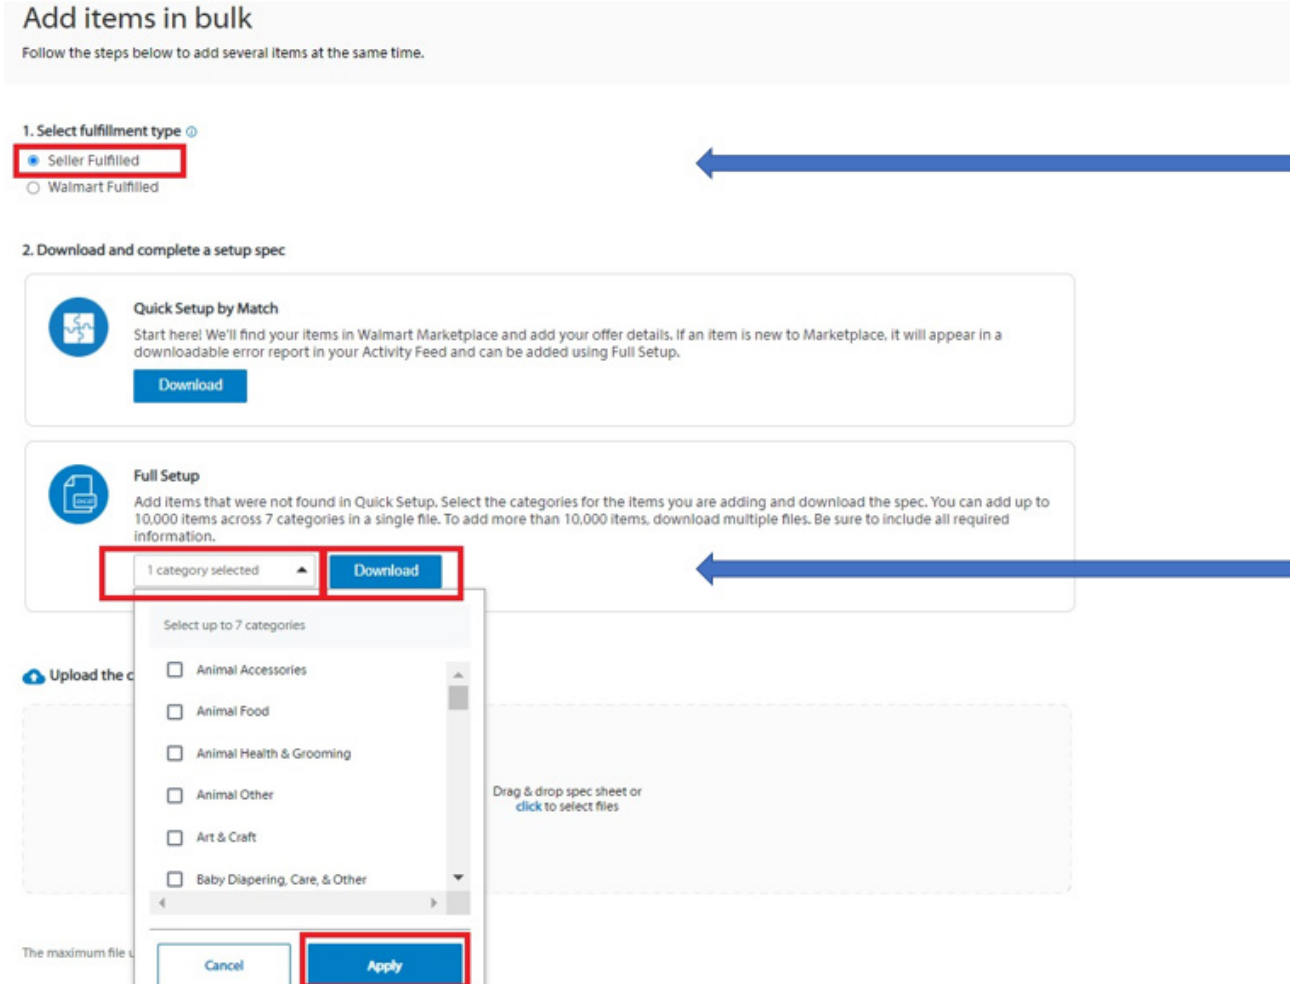 Add items in bulk
Follow the steps below to add several items at the same time.
1. Select fulfillment type
Seller Fulfilled
Walmart Fulfilled
2. Download and complete a setup spec
Quick Setup by Match
Start here! We'll find your items in Walmart Marketplace and add your offer details. If an item is new to Marketplace, it will appear in a
downloadable error report in your Activity Feed and can be added using Full Setup.
Download
Full Setup
Add items that were not found in Quick Setup. Select the categories for the items you are adding and download the spec. You can add up to
10,000 items across 7 categories in a single file. To add more than 10,000 items, download multiple files. Be sure to include all required
information.
1 category selected
Download
Select up to 7 categories
Animal Accessories
Upload the
Animal Food
Animal Health & Grooming
Animal Other
Drag & drop spec sheet or
click to select files
Art & Craft
Baby Diapering, Care, & Other
The maximum file
Cancel
Apply